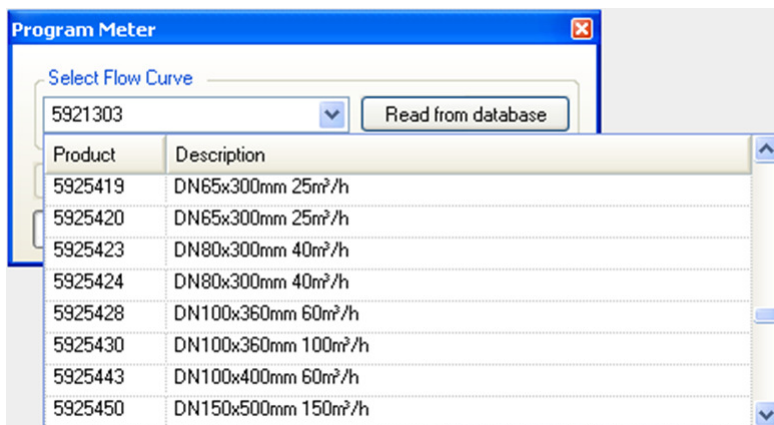 Program Meter
Select Flow Curve
5921303 Read from database
Product Description
5925419 DN65x300mm 25m³/h
5925420 DN65x300mm 25m³/h
5925423 DN80x300mm 40m³/h
5925424 DN80x300mm 40m³/h
5925428 DN100x360mm 60m³/h
5925430 DN100x360mm 100m³/h
5925443 DN100x400mm 60m³/h
5925450 DN150x500mm 150m³/h